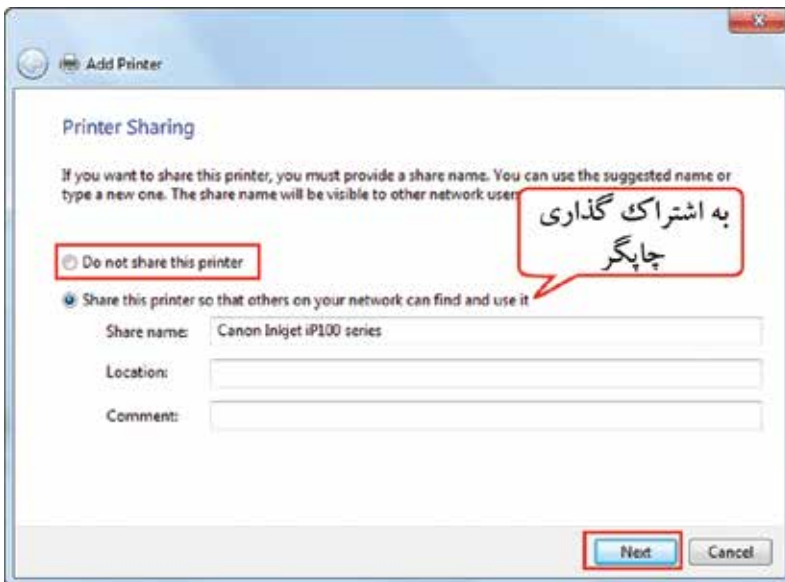 Add Printer
Printer Sharing
If you want to share this printer, you must provide a share name. You can use the suggested name or
type a new one. The share name will be visible to other network users
به اشتراك گذاری
چاپگر
Do not share this printer
Share this printer so that others on your network can find and use it
Share name: Canon Inkjet iP100 series
Location:
Comment:
Next Cancel